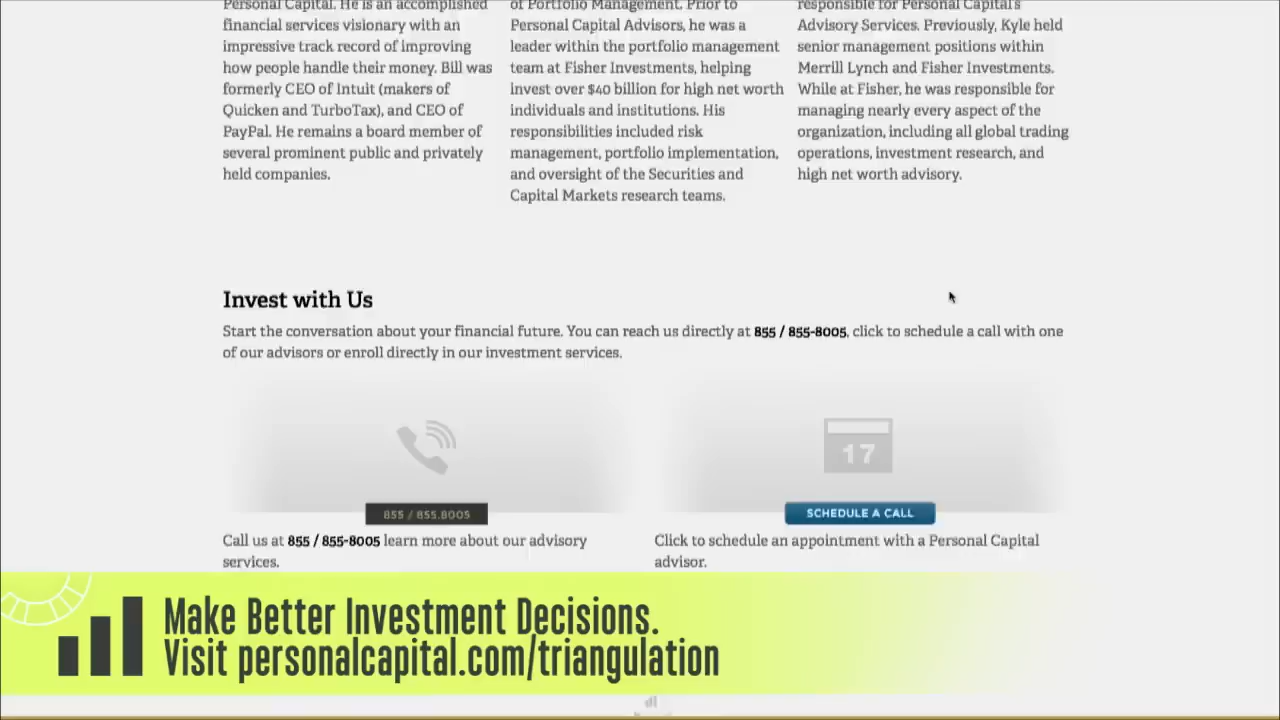 Personal Capital. He is an accomplished
financial services visionary with an
impressive track record of improving
how people handle their money. Bill was
formerly CEO of Intuit (makers of
Quicken and TurboTax), and CEO of
PayPal. He remains a board member of
several prominent public and privately
held companies.
of Portfolio Management. Prior to
Personal Capital Advisors, he was a
leader within the portfolio management
team at Fisher Investments, helping
invest over $40 billion for high net worth
individuals and institutions. His
responsibilities included risk
management, portfolio implementation,
and oversight of the Securities and
Capital Markets research teams.
responsible for Personal Capital's
Advisory Services. Previously, Kyle held
senior management positions within
Merrill Lynch and Fisher Investments.
While at Fisher, he was responsible for
managing nearly every aspect of the
organization, including all global trading
operations, investment research, and
high net worth advisory.
Invest with Us
Start the conversation about your financial future. You can reach us directly at 855 / 855-8005, click to schedule a call with one
of our advisors or enroll directly in our investment services.
855 / 855.8005
Call us at 855 / 855-8005 learn more about our advisory
services.
17
SCHEDULE A CALL
Click to schedule an appointment with a Personal Capital
advisor.
Make Better Investment Decisions.
Visit personalcapital.com/triangulation